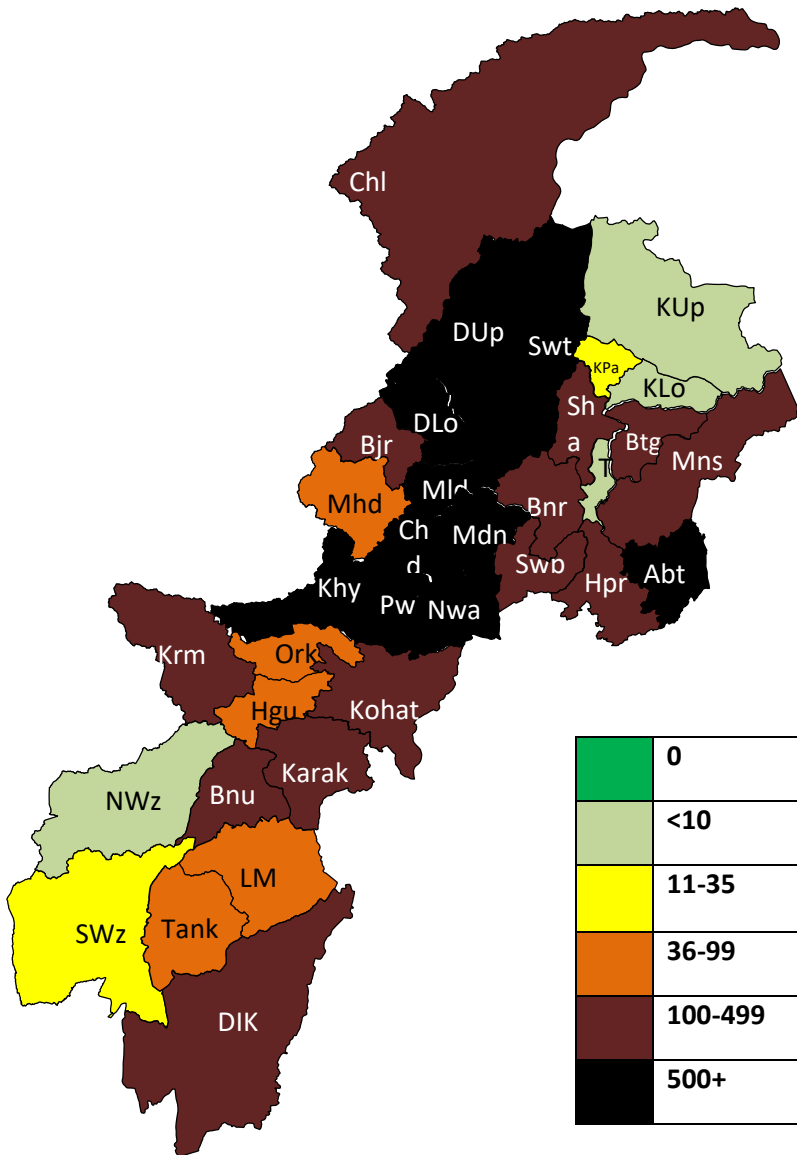 Chl
KUp
DUp
Swt
KPa
KLo
Sh
a
DLo
Bjr
Btg
T
Mns
Mld
Mhd
Bnr
Ch
d
Mdn
Swb
Abt
Khy
Hpr
Pw
Nwa
Ork
Krm
Hgu
Kohat
Karak
NWz
Bnu
LM
Tank
SWz
DIK
0
<10
11-35
36-99
100-499
500+